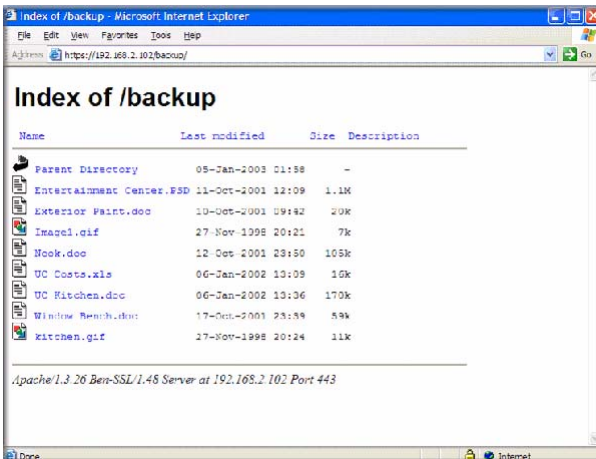 Index of /backup - Microsoft Internet Explorer
File Edit View Favorites Tools Help
Address https://192.168.2.102/backup/ Go
Index of /backup
Name Last modified Size Description
Parent Directory 05-Jan-2003 01:58 -
Entertainment Center.PSD 11-Oct-2001 12:09 1.1M
Exterior Paint.doc 10-Oct-2001 09:42 20k
Image1.gif 27-Nov-1998 20:21 7k
Nook.doc 12-Oct-2001 23:50 105k
UC Costs.xls 06-Jan-2002 13:09 16k
UC Kitchen.doc 06-Jan-2002 13:36 170k
Window Bench.doc 17-Oct-2001 23:39 59k
kitchen.gif 27-Nov-1998 20:24 11k
Apache/1.3.26 Ben-SSL/1.48 Server at 192.168.2.102 Port 443
Done Internet